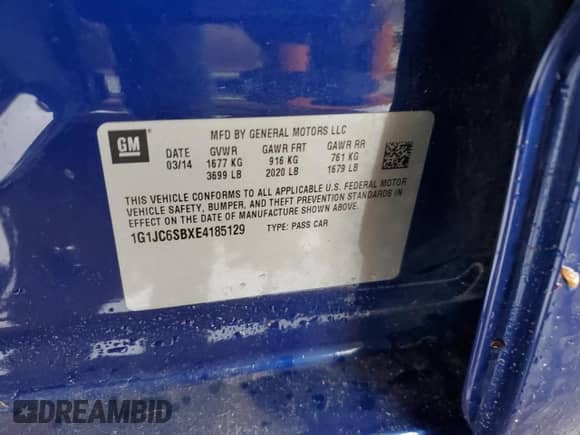 GM
MFD BY GENERAL MOTORS LLC
DATE GVWR GAWR FRT GAWR RR
03/14 1677 KG 916 KG 761 KG
3699 LB 2020 LB 1679 LB
THIS VEHICLE CONFORMS TO ALL APPLICABLE U.S. FEDERAL MOTOR
VEHICLE SAFETY, BUMPER, AND THEFT PREVENTION STANDARDS IN
EFFECT ON THE DATE OF MANUFACTURE SHOWN ABOVE.
1G1JC6SBXE4185129 TYPE: PASS CAR
DREAMBID